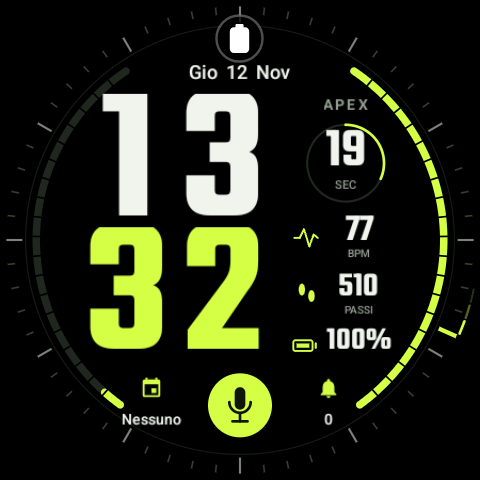 Gio 12 Nov
13
32
APEX
19
SEC
77
BPM
510
PASSI
100%
Nessuno
0